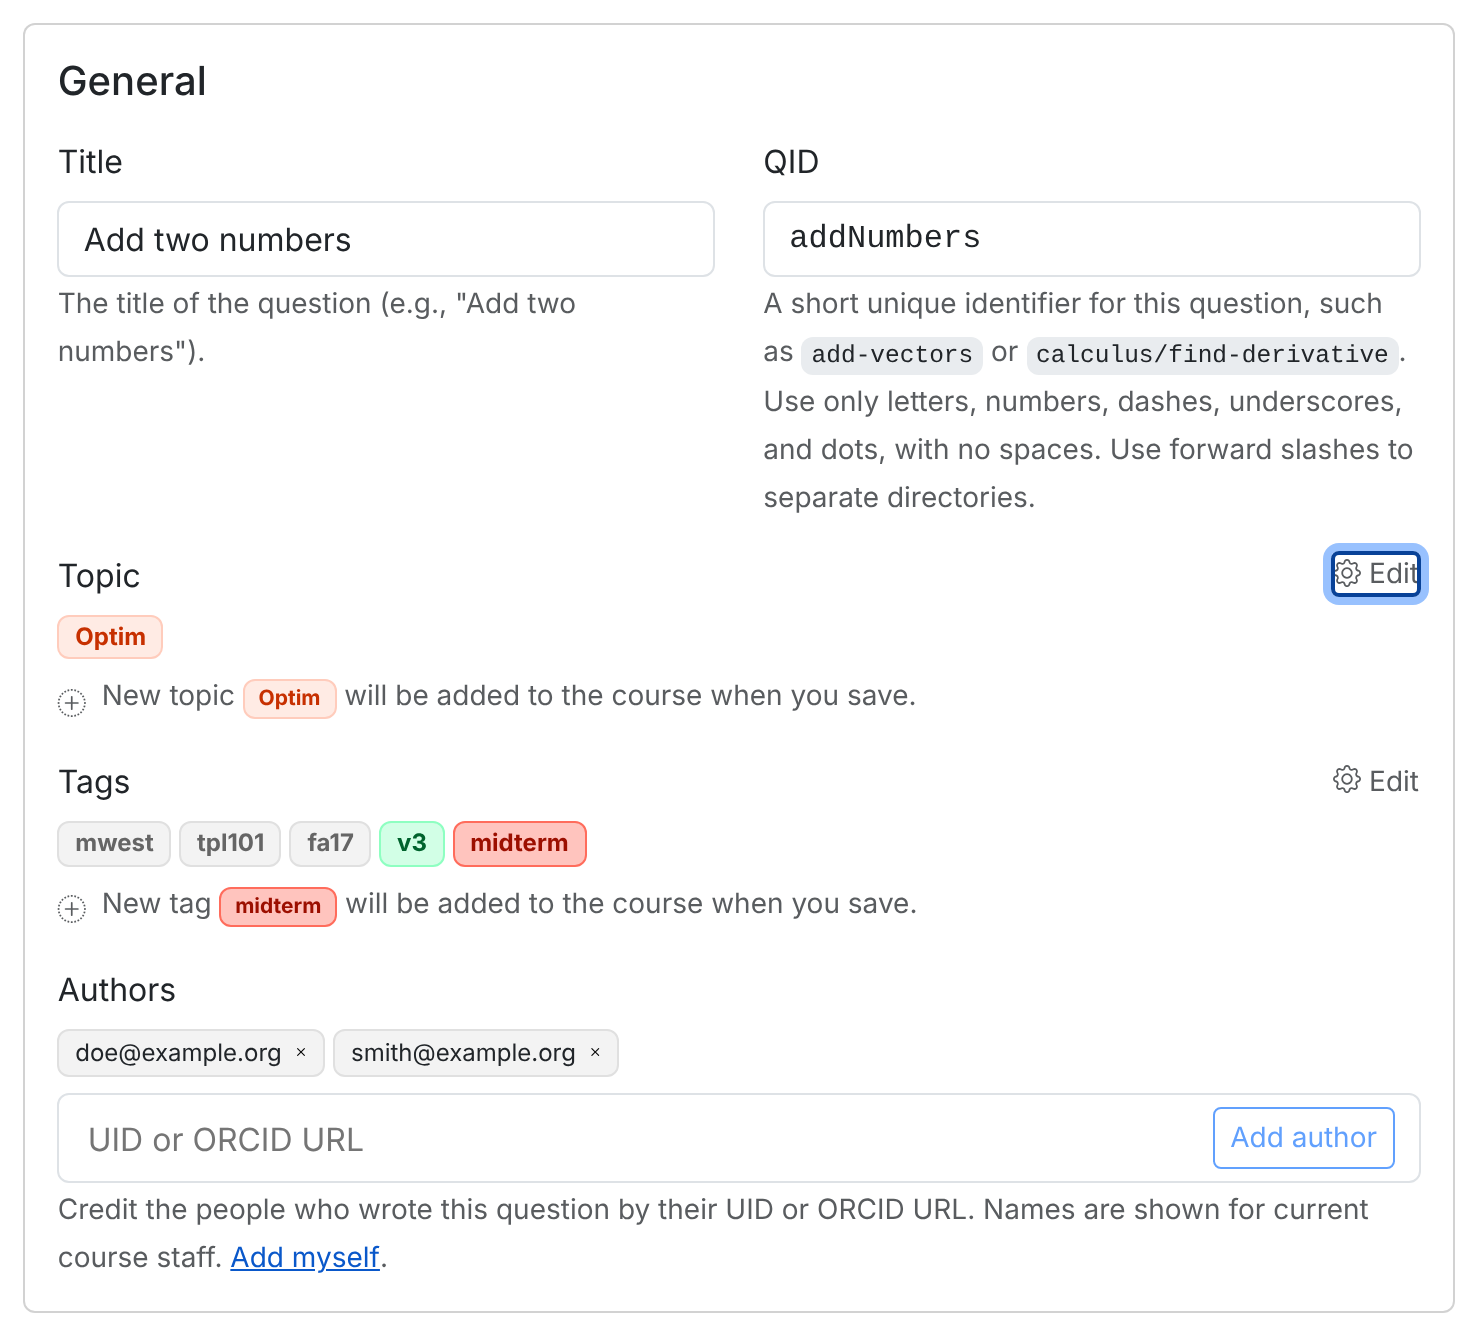 General
Title
QID
Add two numbers
addNumbers
The title of the question (e.g., "Add two
numbers").
A short unique identifier for this question, such
as add-vectors or calculus/find-derivative.
Use only letters, numbers, dashes, underscores,
and dots, with no spaces. Use forward slashes to
separate directories.
Topic
Edit
Optim
New topic Optim will be added to the course when you save.
Tags
Edit
mwest tpl101 fa17 v3 midterm
New tag midterm will be added to the course when you save.
Authors
doe@example.org × smith@example.org ×
UID or ORCID URL
Add author
Credit the people who wrote this question by their UID or ORCID URL. Names are shown for current
course staff. Add myself.